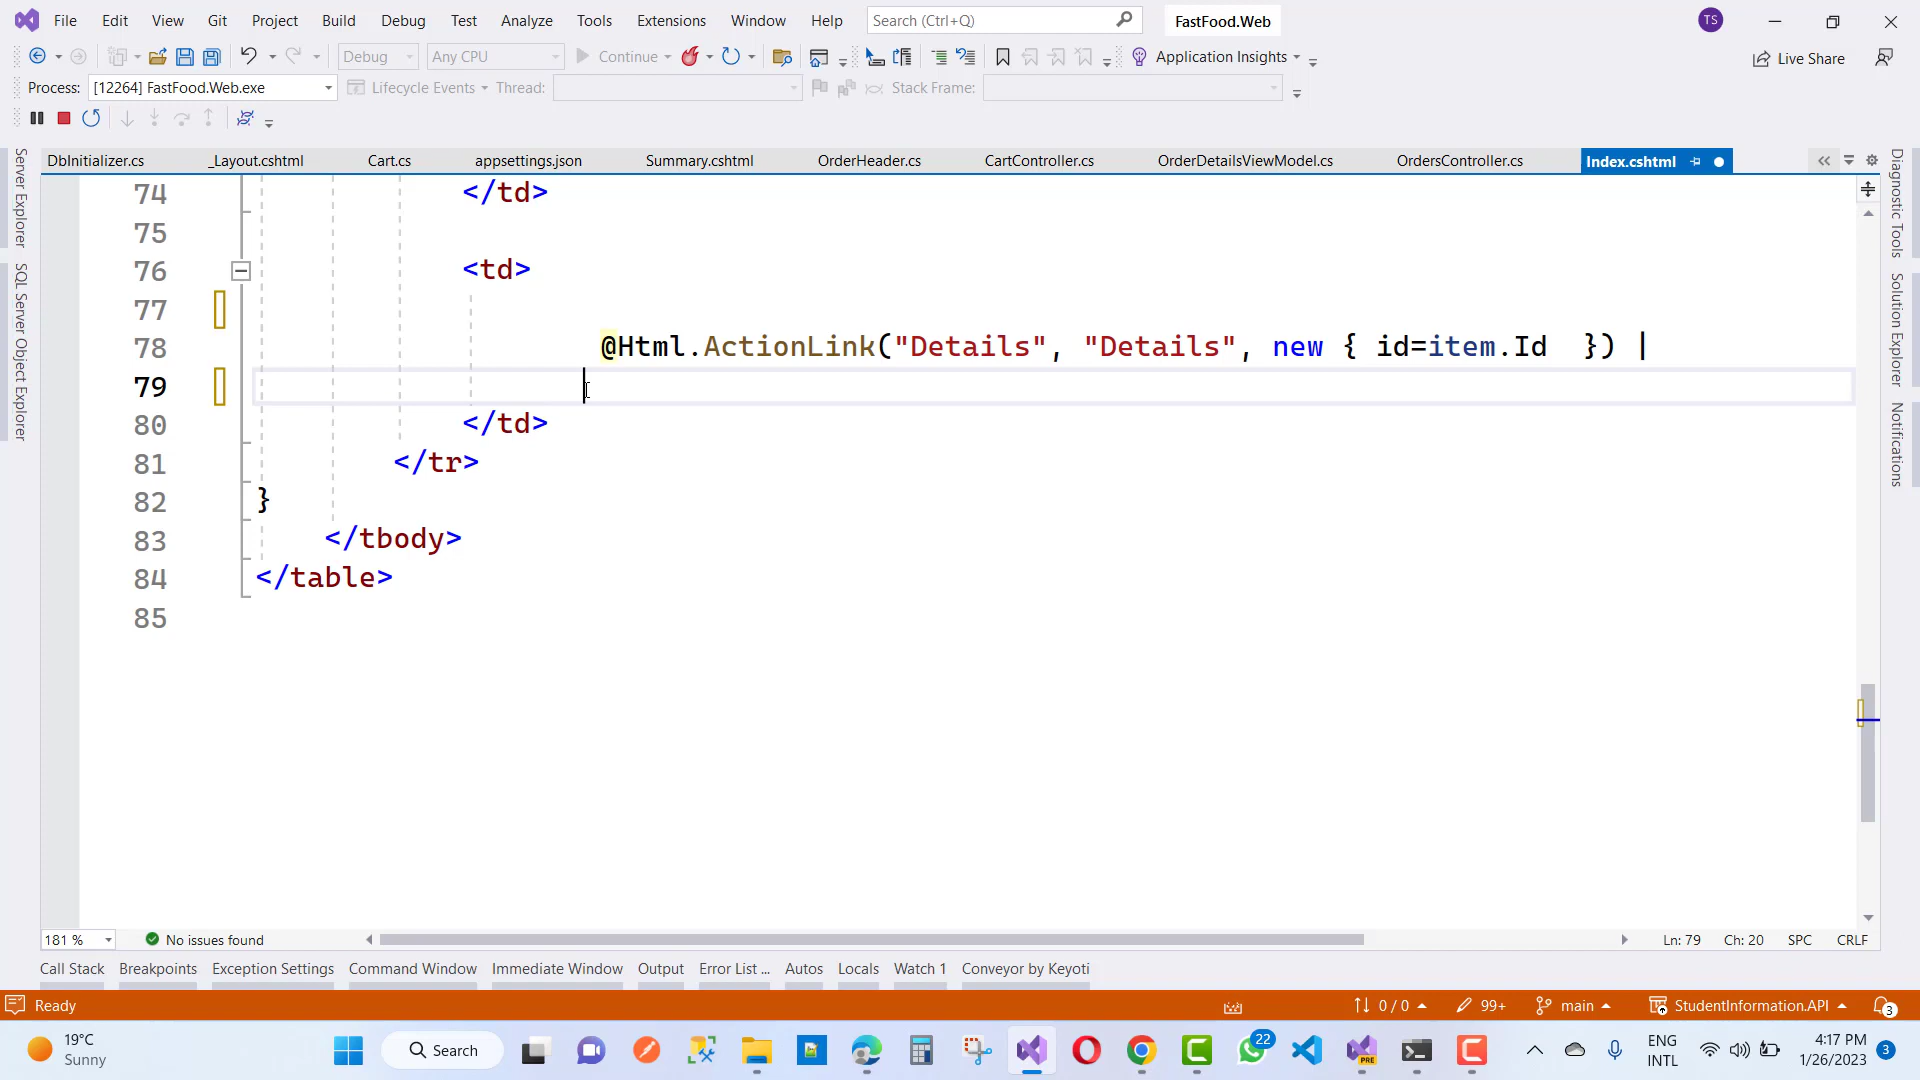 File Edit View Git Project Build Debug Test Analyze Tools Extensions Window Help Search (Ctrl+Q) FastFood.Web TS
Debug Any CPU Continue Application Insights Live Share
Process: [12264] FastFood.Web.exe Lifecycle Events Thread: Stack Frame:
DbInitializer.cs _Layout.cshtml Cart.cs appsettings.json Summary.cshtml OrderHeader.cs CartController.cs OrderDetailsViewModel.cs OrdersController.cs Index.cshtml
Server Explorer
SQL Server Object Explorer
74 </td>
75
76 <td>
77
78 @Html.ActionLink("Details", "Details", new { id=item.Id  }) |
79
80 </td>
81 </tr>
82 }
83 </tbody>
84 </table>
85
Diagnostic Tools
Solution Explorer
Notifications
181 % No issues found Ln: 79 Ch: 20 SPC CRLF
Call Stack Breakpoints Exception Settings Command Window Immediate Window Output Error List ... Autos Locals Watch 1 Conveyor by Keyoti
Ready 0 / 0 99+ main StudentInformation.API 3
19°C
Sunny
Search
22
PRE
ENG
INTL
4:17 PM
1/26/2023
3